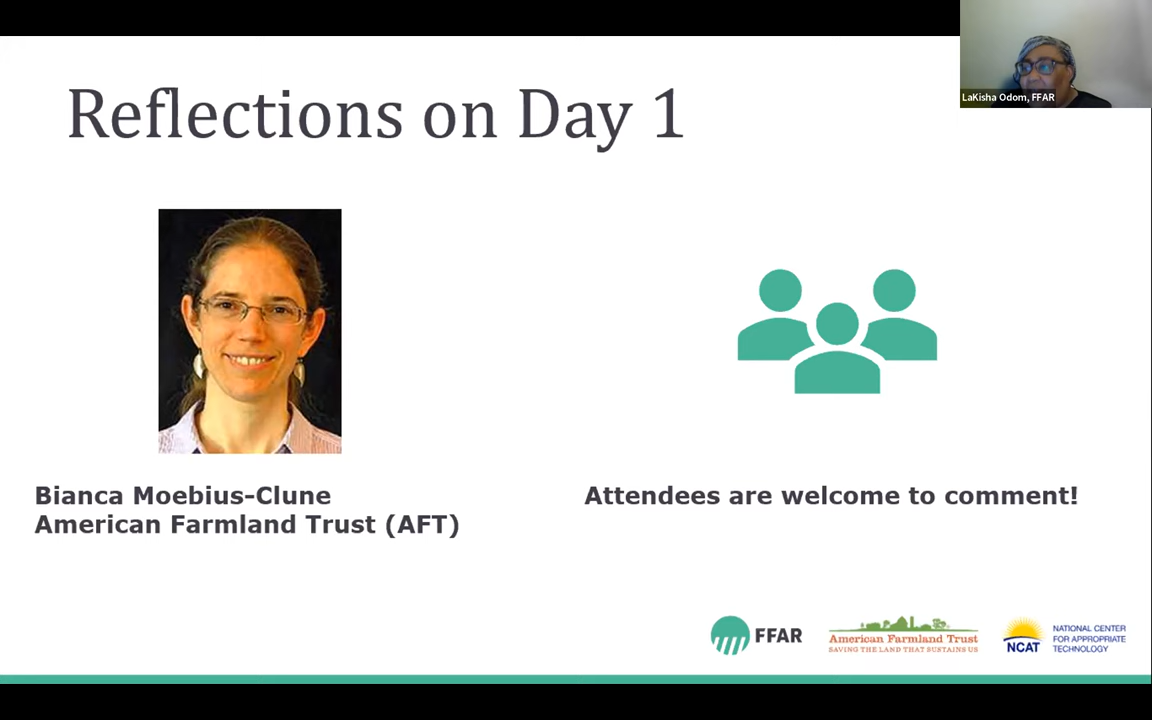 Reflections on Day 1
LaKisha Odom, FFAR
Bianca Moebius-Clune
American Farmland Trust (AFT)
Attendees are welcome to comment!
FFAR
American Farmland Trust
SAVING THE LAND THAT SUSTAINS US
NCAT
NATIONAL CENTER
FOR APPROPRIATE
TECHNOLOGY